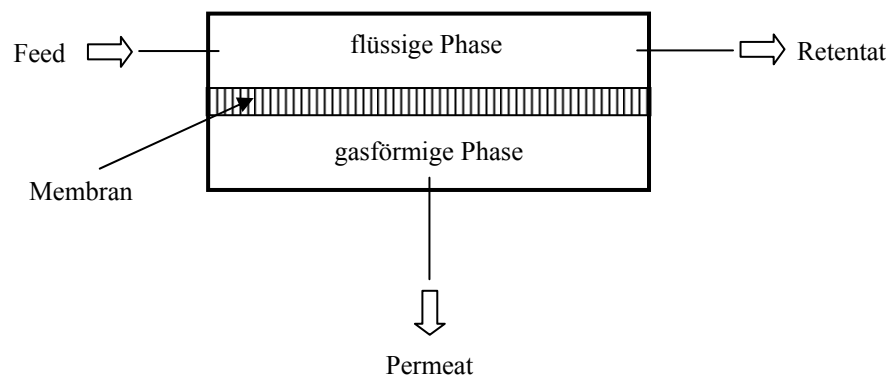 flüssige Phase
Feed
Retentat
gasförmige Phase
Membran
Permeat